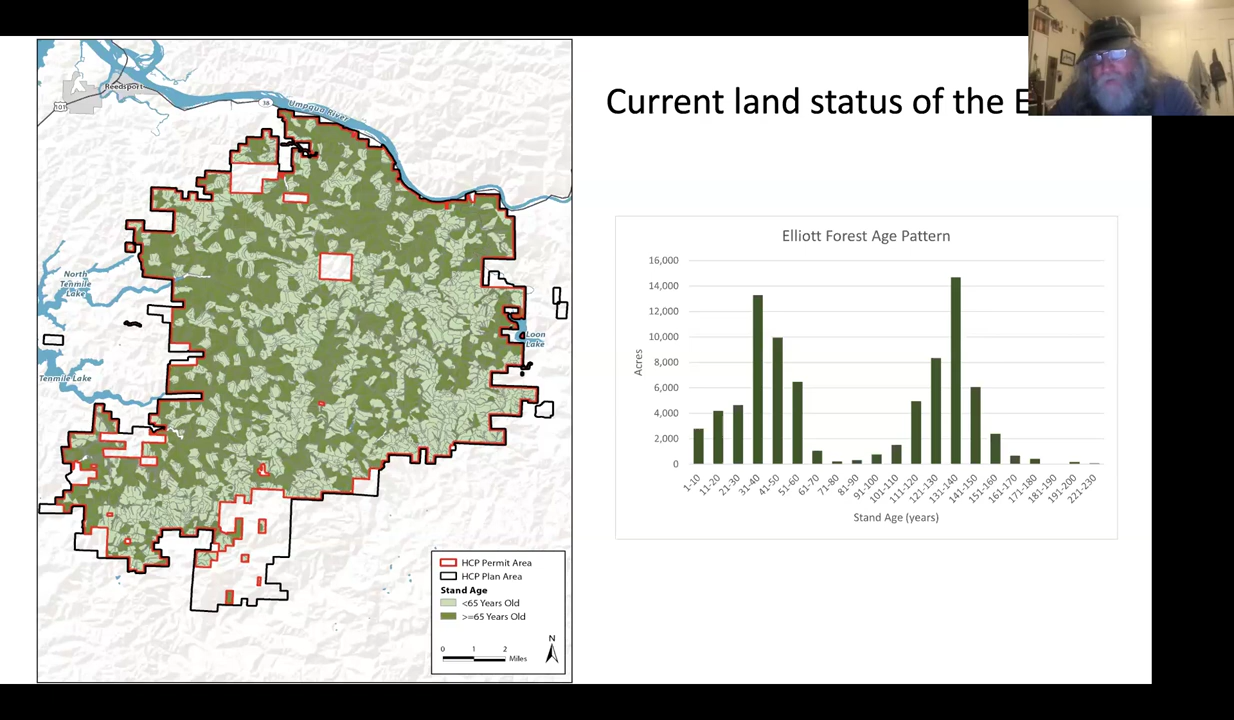 Current land status of the E
Reedsport
101
38
Umpqua River
North
Tenmile
Lake
Loon
Lake
Tenmile Lake
HCP Permit Area
HCP Plan Area
Stand Age
<65 Years Old
>=65 Years Old
0 1 2
Miles
N
Elliott Forest Age Pattern
16,000
14,000
12,000
10,000
8,000
6,000
4,000
2,000
0
Acres
1-10 11-20 21-30 31-40 41-50 51-60 61-70 71-80 81-90 91-100 101-110 111-120 121-130 131-140 141-150 151-160 161-170 171-180 181-190 191-200 221-230
Stand Age (years)